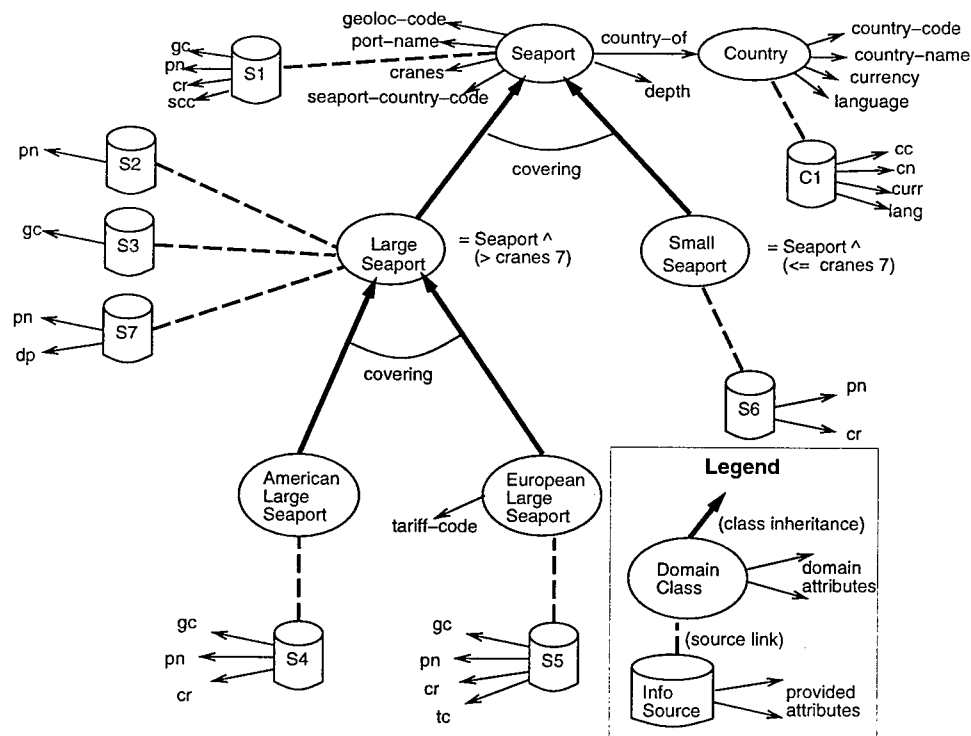 geoloc-code
port-name
cranes
seaport-country-code
Seaport
country-of
depth
Country
country-code
country-name
currency
language
gc
pn
cr
scc
S1
covering
cc
cn
curr
lang
C1
pn
S2
gc
S3
pn
dp
S7
Large
Seaport
= Seaport ^
(> cranes 7)
Small
Seaport
= Seaport ^
(<= cranes 7)
covering
S6
pn
cr
American
Large
Seaport
European
Large
Seaport
tariff-code
gc
pn
cr
S4
gc
pn
cr
tc
S5
Legend
(class inheritance)
Domain
Class
domain
attributes
(source link)
Info
Source
provided
attributes